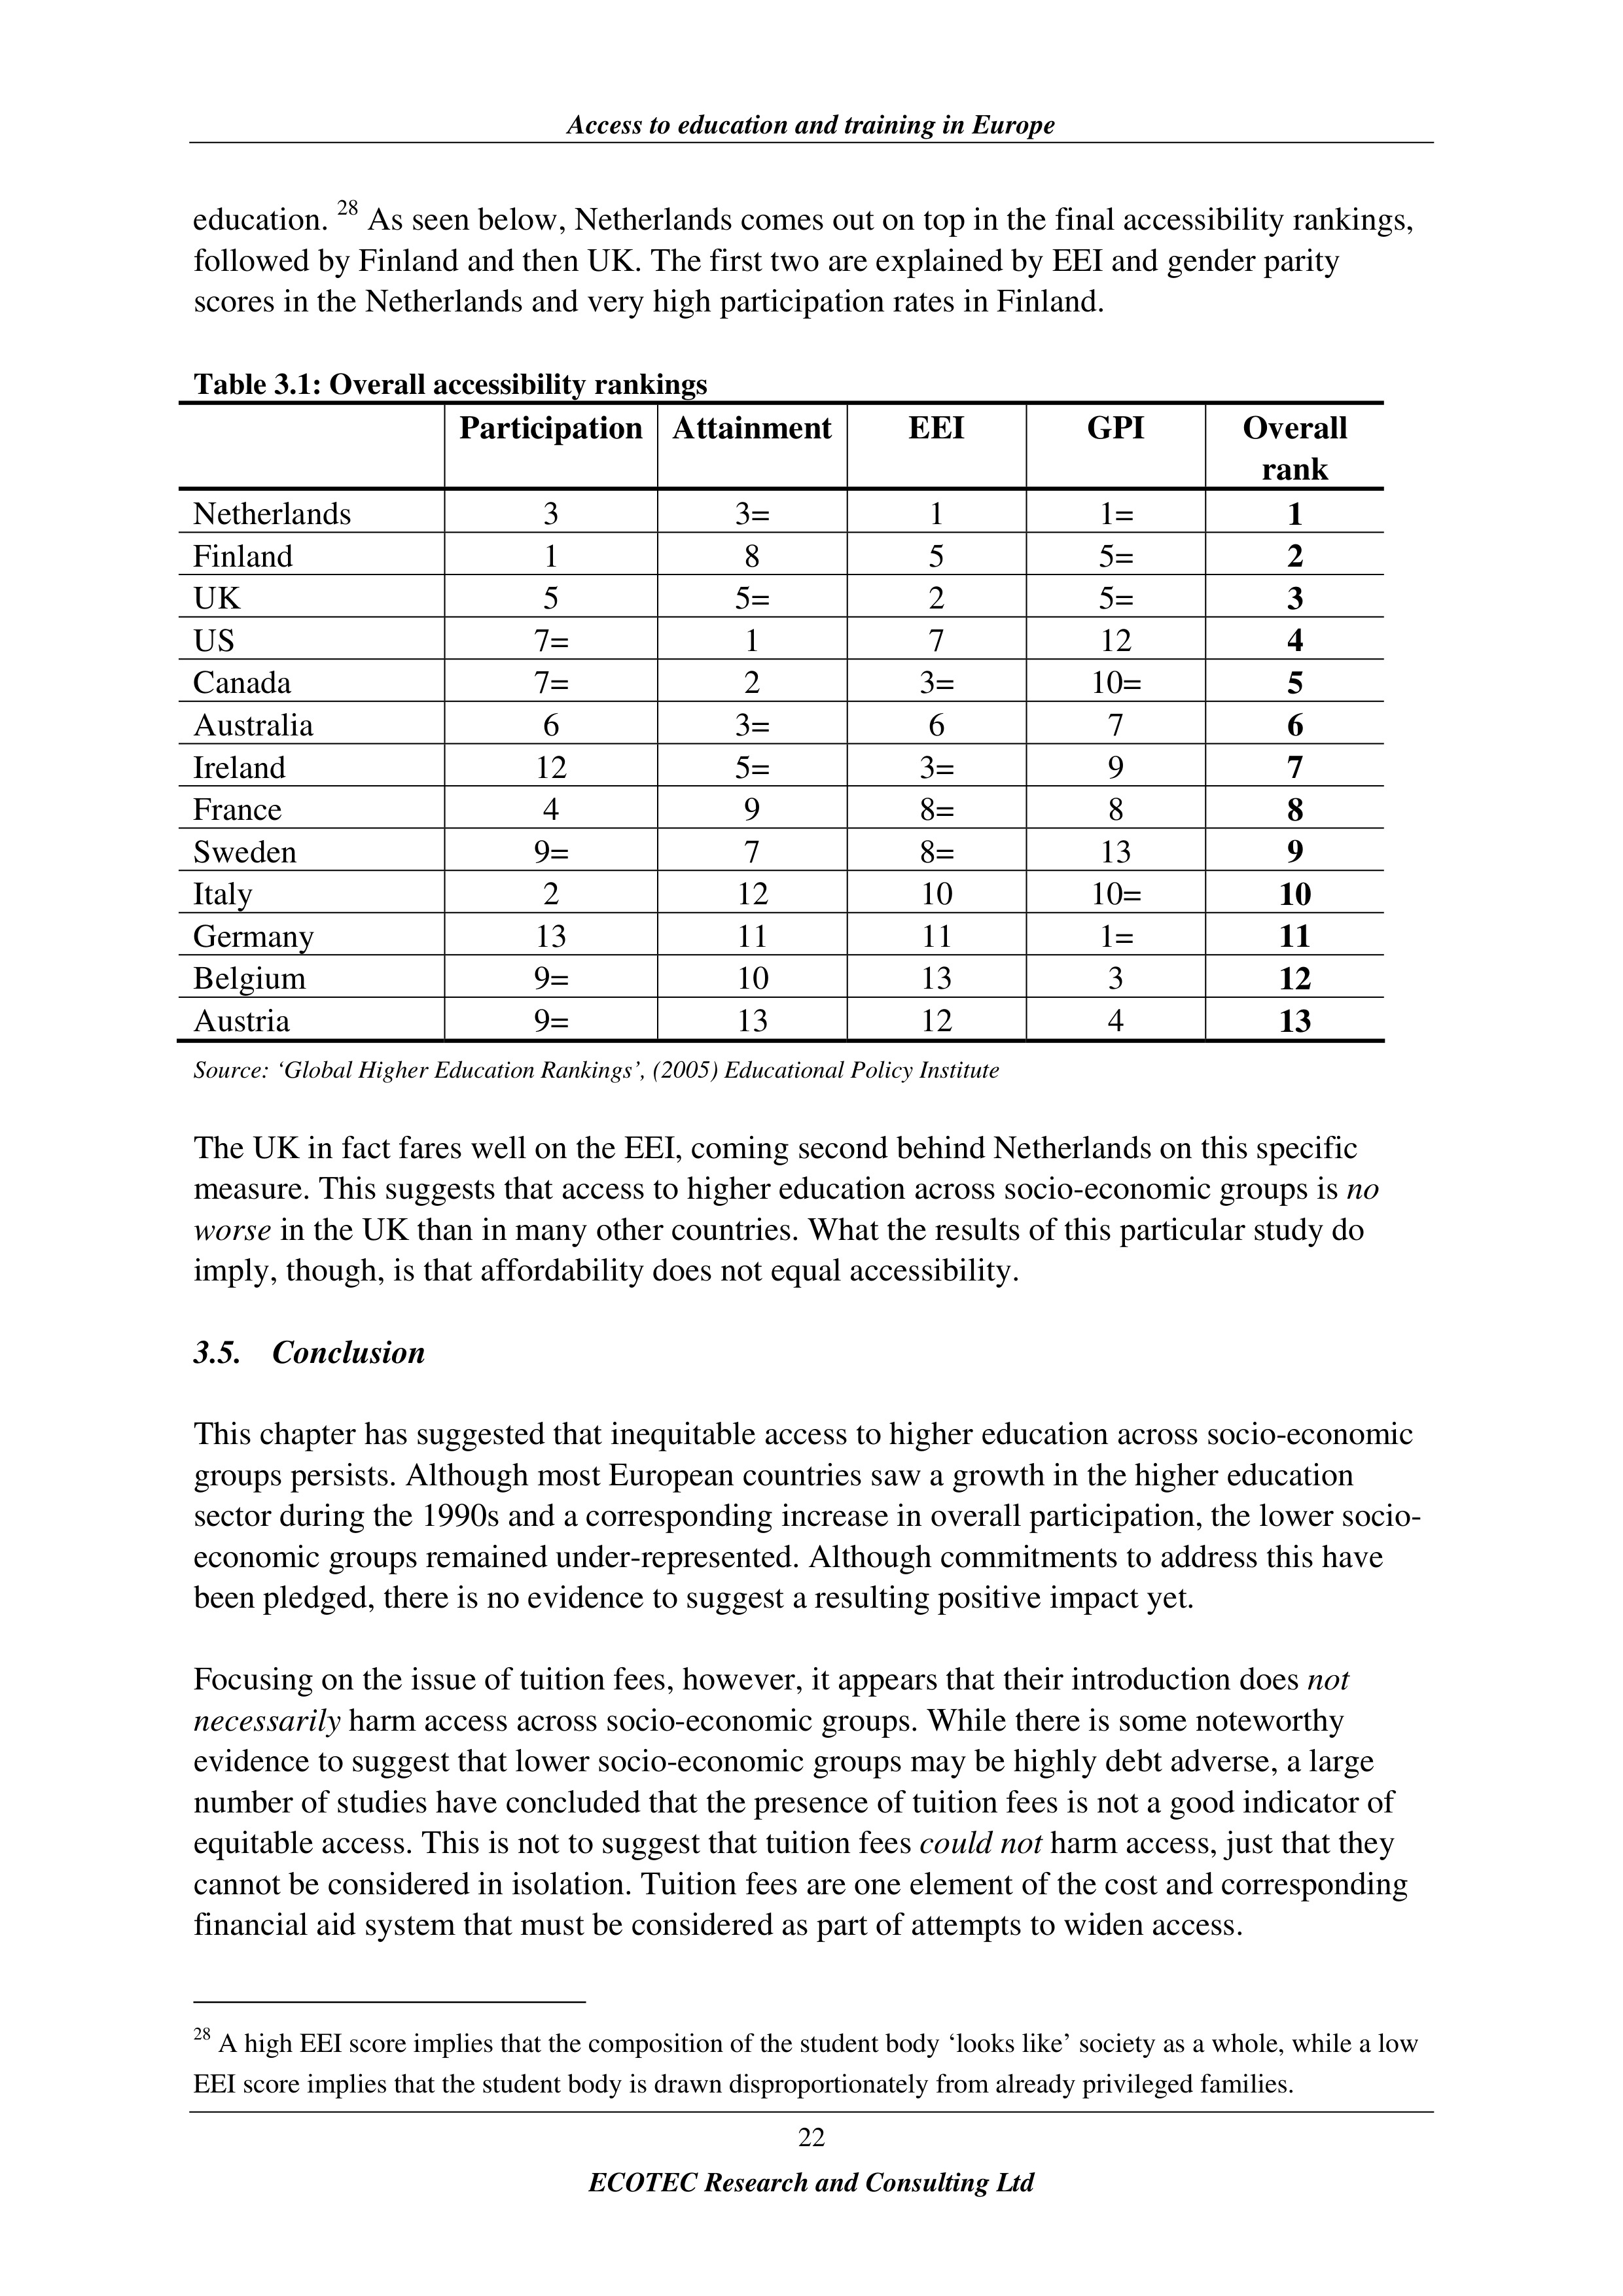 Access to education and training in Europe
education. 28 As seen below, Netherlands comes out on top in the final accessibility rankings,
followed by Finland and then UK. The first two are explained by EEI and gender parity
scores in the Netherlands and very high participation rates in Finland.
Table 3.1: Overall accessibility rankings
Participation Attainment EEI GPI Overall rank
Netherlands 3 3= 1 1= 1
Finland 1 8 5 5= 2
UK 5 5= 2 5= 3
US 7= 1 7 12 4
Canada 7= 2 3= 10= 5
Australia 6 3= 6 7 6
Ireland 12 5= 3= 9 7
France 4 9 8= 8 8
Sweden 9= 7 8= 13 9
Italy 2 12 10 10= 10
Germany 13 11 11 1= 11
Belgium 9= 10 13 3 12
Austria 9= 13 12 4 13
Source: ‘Global Higher Education Rankings’, (2005) Educational Policy Institute
The UK in fact fares well on the EEI, coming second behind Netherlands on this specific
measure. This suggests that access to higher education across socio-economic groups is no
worse in the UK than in many other countries. What the results of this particular study do
imply, though, is that affordability does not equal accessibility.
3.5. Conclusion
This chapter has suggested that inequitable access to higher education across socio-economic
groups persists. Although most European countries saw a growth in the higher education
sector during the 1990s and a corresponding increase in overall participation, the lower socio-
economic groups remained under-represented. Although commitments to address this have
been pledged, there is no evidence to suggest a resulting positive impact yet.
Focusing on the issue of tuition fees, however, it appears that their introduction does not
necessarily harm access across socio-economic groups. While there is some noteworthy
evidence to suggest that lower socio-economic groups may be highly debt adverse, a large
number of studies have concluded that the presence of tuition fees is not a good indicator of
equitable access. This is not to suggest that tuition fees could not harm access, just that they
cannot be considered in isolation. Tuition fees are one element of the cost and corresponding
financial aid system that must be considered as part of attempts to widen access.
28 A high EEI score implies that the composition of the student body ‘looks like’ society as a whole, while a low
EEI score implies that the student body is drawn disproportionately from already privileged families.
22
ECOTEC Research and Consulting Ltd